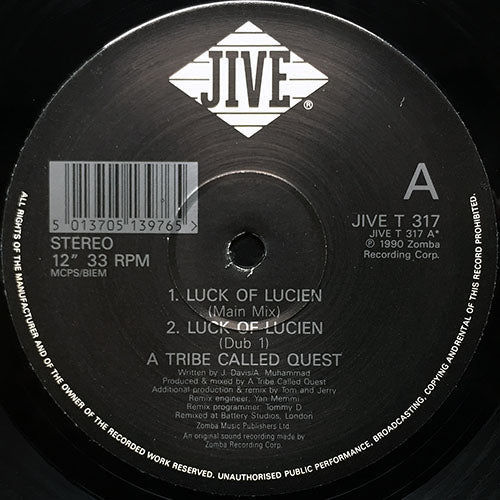 JIVE®
A
5 013705 139765 >
STEREO
12" 33 RPM
MCPS/BIEM
JIVE T 317
JIVE T 317 A*
℗ 1990 Zomba
Recording Corp.
1. LUCK OF LUCIEN
(Main Mix)
2. LUCK OF LUCIEN
(Dub 1)
A TRIBE CALLED QUEST
Written by J. Davis/A. Muhammad
Produced & mixed by A Tribe Called Quest
Additional production & remix by Tom and Jerry
Remix engineer: Yan Memmi
Remix programmer: Tommy D
Remixed at Battery Studios, London
Zomba Music Publishers Ltd
An original sound recording made by
Zomba Recording Corp.
ALL RIGHTS OF THE MANUFACTURER AND OF THE OWNER OF THE RECORDED WORK RESERVED. UNAUTHORISED PUBLIC PERFORMANCE, BROADCASTING, COPYING AND RENTAL OF THIS RECORD PROHIBITED.